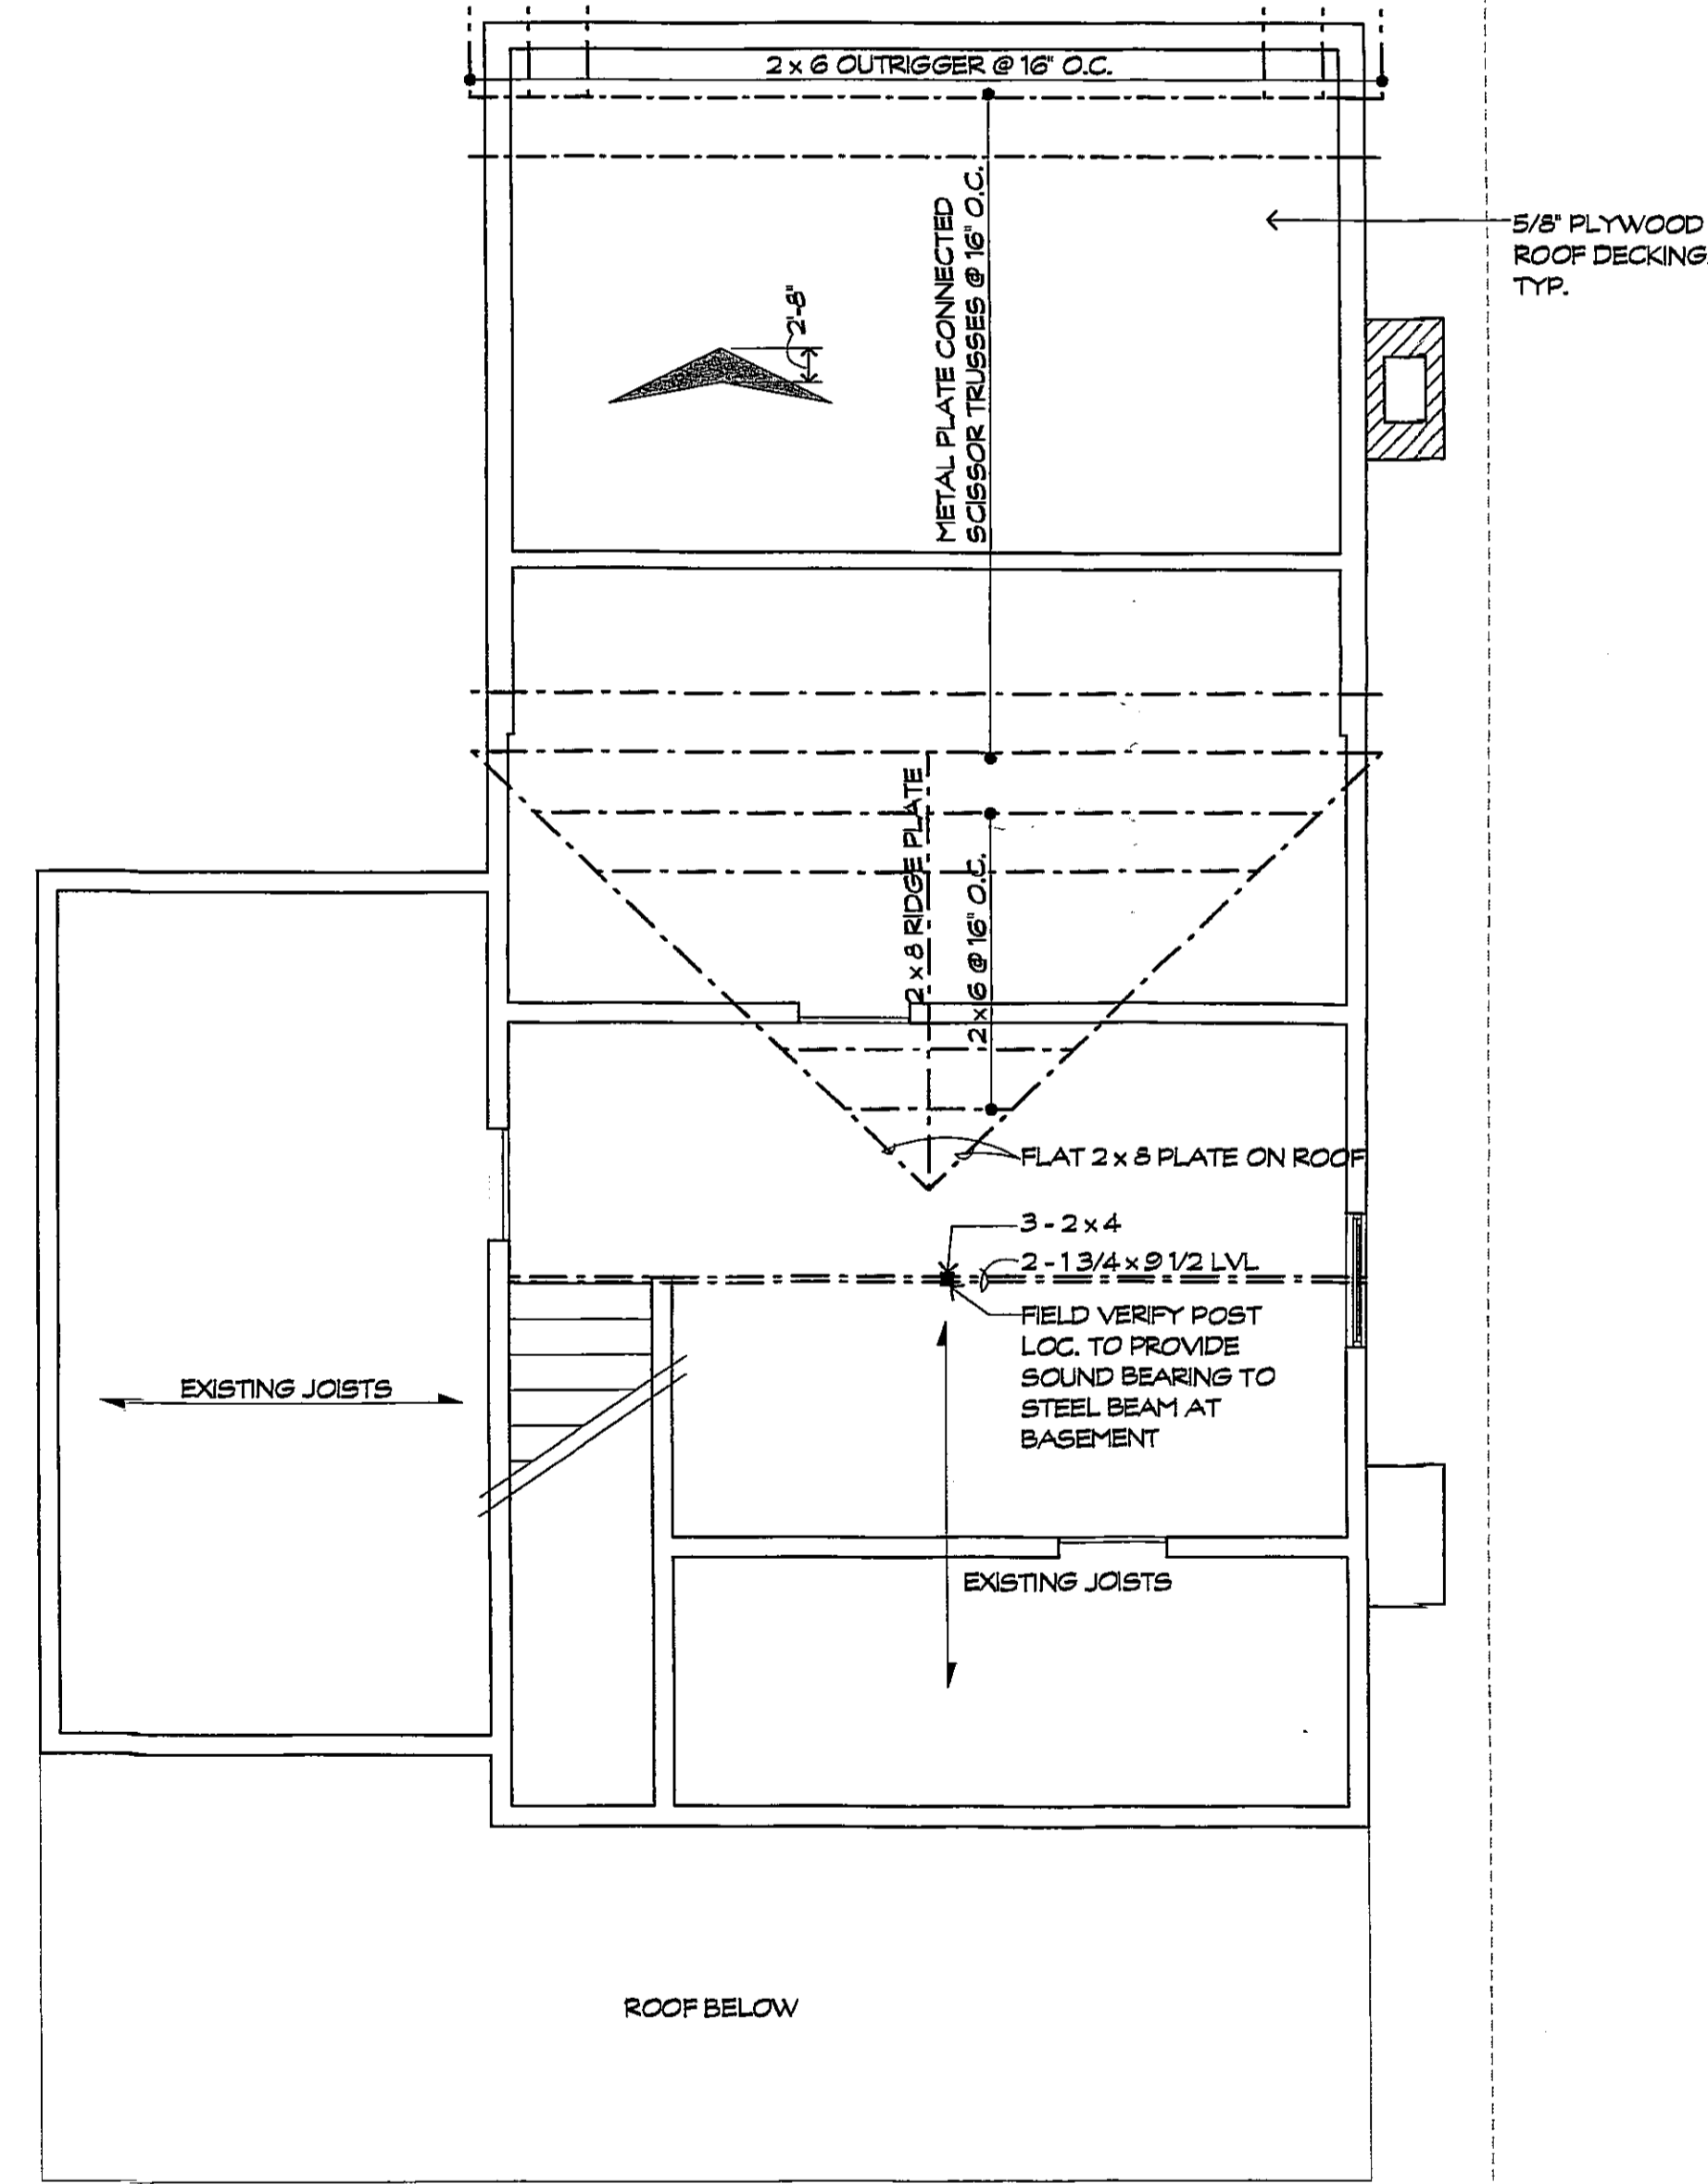 2 x 6 OUTRIGGER @ 16" O.C.
5/8" PLYWOOD
ROOF DECKING,
TYP.
METAL PLATE CONNECTED
SCISSOR TRUSSES @ 16" O.C.
2'-8"
2 x 8 RIDGE PLATE
2 x 6 @ 16" O.C.
FLAT 2 x 8 PLATE ON ROOF
3 - 2 x 4
2 - 1 3/4 x 9 1/2 LVL
FIELD VERIFY POST
LOC. TO PROVIDE
SOUND BEARING TO
STEEL BEAM AT
BASEMENT
EXISTING JOISTS
EXISTING JOISTS
ROOF BELOW